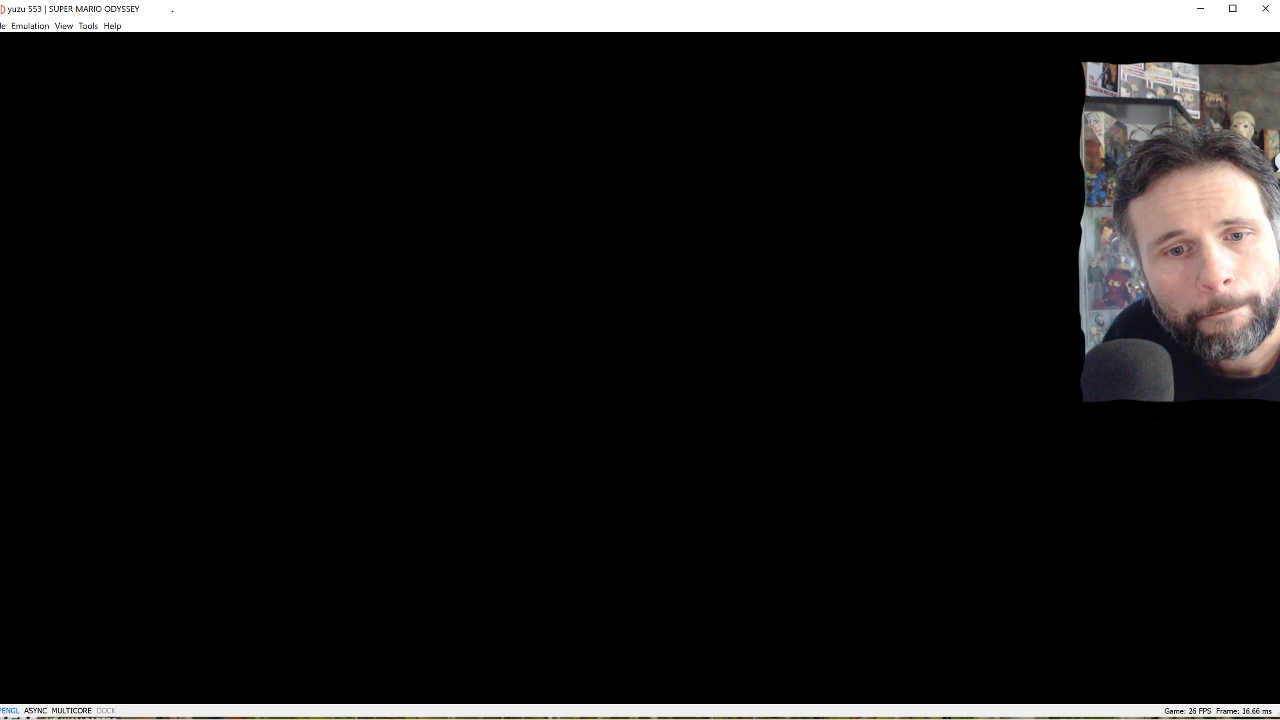 yuzu 553 | SUPER MARIO ODYSSEY
Emulation View Tools Help
ASYNC MULTICORE DOCK
Game: 26 FPS Frame: 16.66 ms